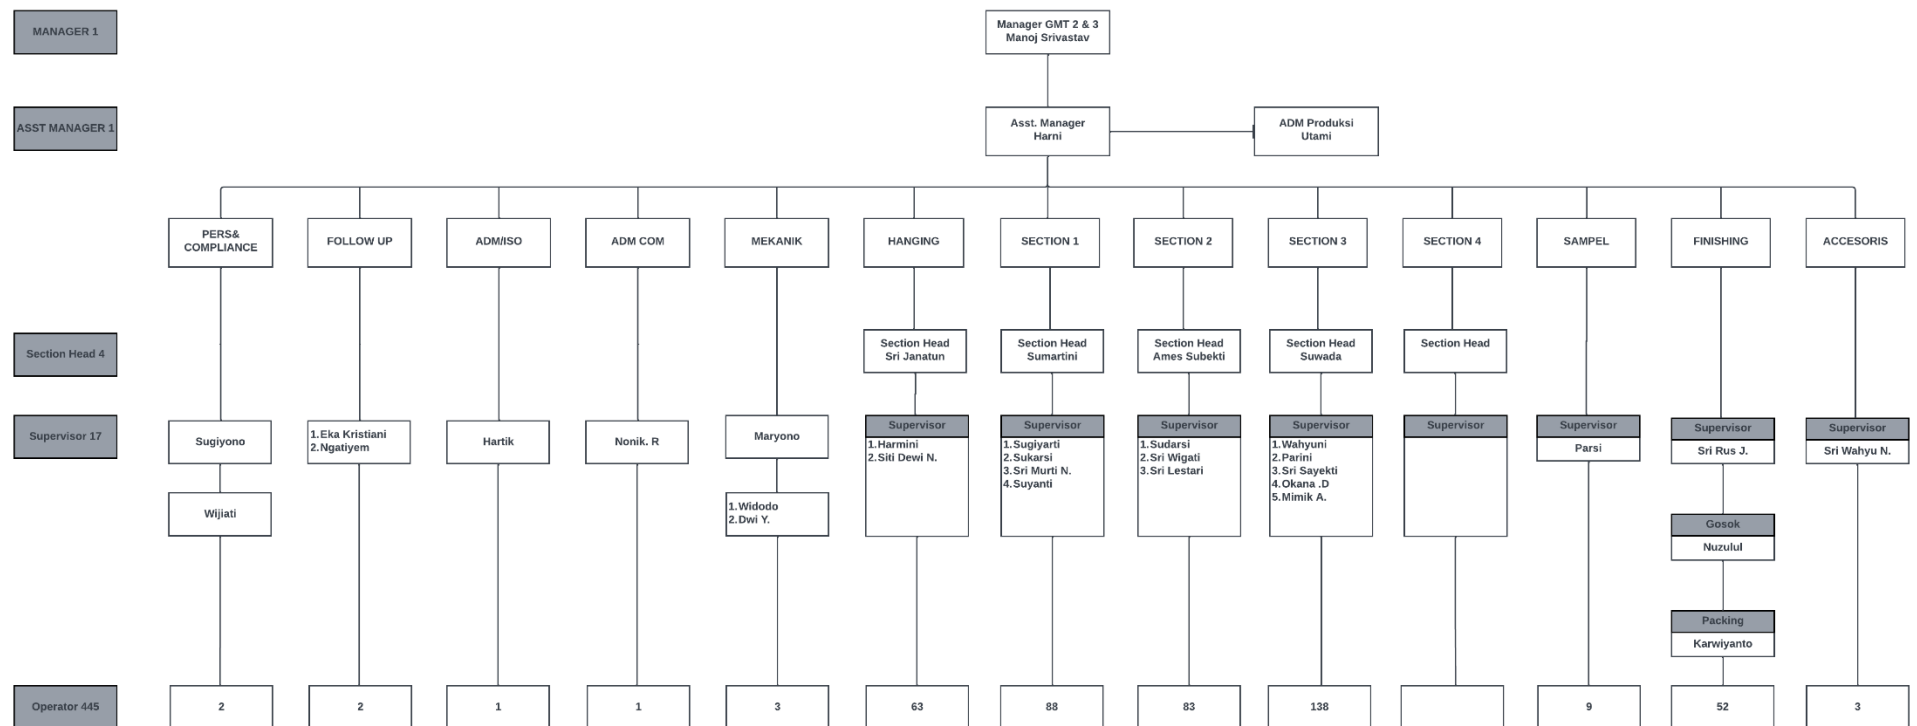 MANAGER 1
Manager GMT 2 & 3
Manoj Srivastav
ASST MANAGER 1
Asst. Manager
Harni
ADM Produksi
Utami
PERS&
COMPLIANCE
FOLLOW UP
ADM/ISO
ADM COM
MEKANIK
HANGING
SECTION 1
SECTION 2
SECTION 3
SECTION 4
SAMPEL
FINISHING
ACCESORIS
Section Head 4
Section Head
Sri Janatun
Section Head
Sumartini
Section Head
Ames Subekti
Section Head
Suwada
Section Head
Supervisor 17
Sugiyono
1.Eka Kristiani
2.Ngatiyem
Hartik
Nonik. R
Maryono
Supervisor
1.Harmini
2.Siti Dewi N.
Supervisor
1.Sugiyarti
2.Sukarsi
3.Sri Murti N.
4.Suyanti
Supervisor
1.Sudarsi
2.Sri Wigati
3.Sri Lestari
Supervisor
1.Wahyuni
2.Parini
3.Sri Sayekti
4.Okana .D
5.Mimik A.
Supervisor
Supervisor
Parsi
Supervisor
Sri Rus J.
Supervisor
Sri Wahyu N.
Wijiati
1.Widodo
2.Dwi Y.
Gosok
Nuzulul
Packing
Karwiyanto
Operator 445
2
2
1
1
3
63
88
83
138
9
52
3